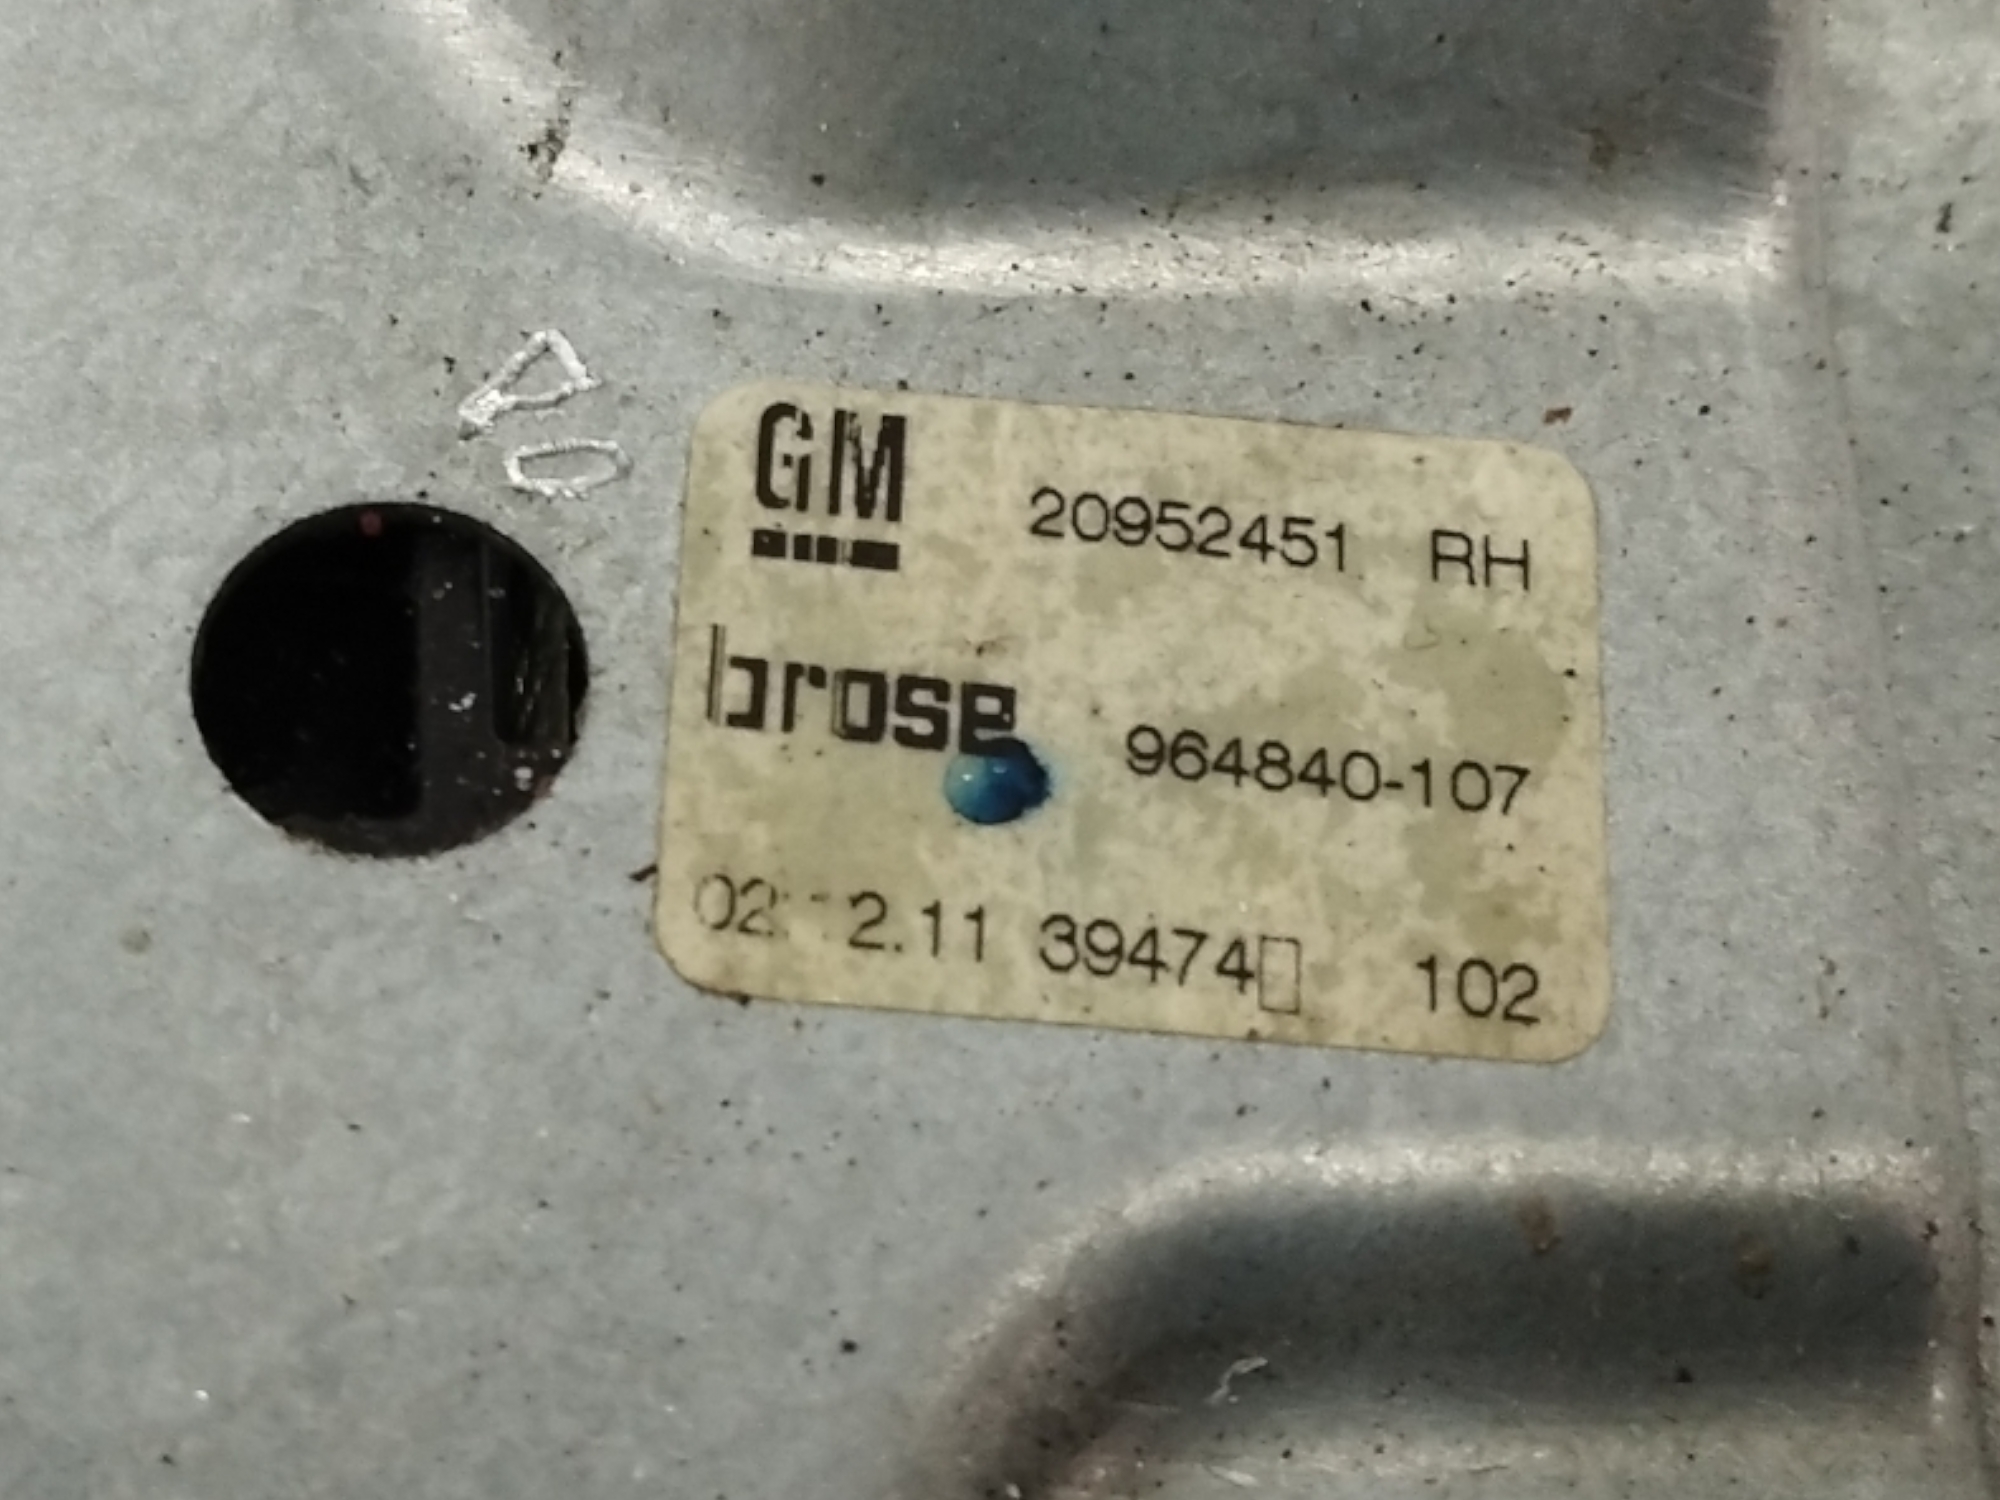 GM
20952451 RH
brose
964840-107
2.11 39474▯ 102